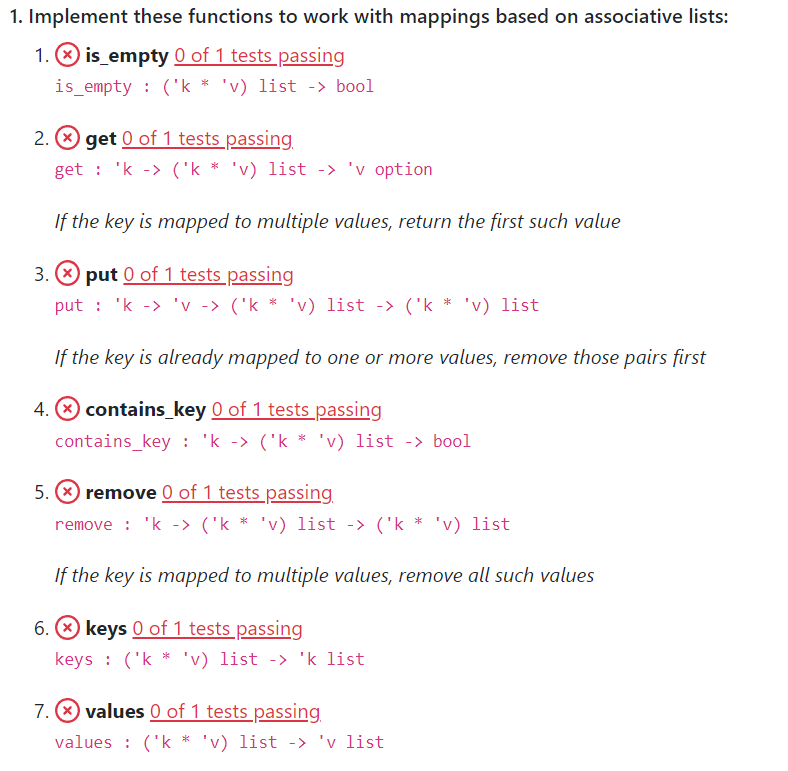 1. Implement these functions to work with mappings based on associative lists:
1. is_empty 0 of 1 tests passing
is_empty : ('k * 'v) list -> bool
2. get 0 of 1 tests passing
get : 'k -> ('k * 'v) list -> 'v option
If the key is mapped to multiple values, return the first such value
3. put 0 of 1 tests passing
put : 'k -> 'v -> ('k * 'v) list -> ('k * 'v) list
If the key is already mapped to one or more values, remove those pairs first
4. contains_key 0 of 1 tests passing
contains_key : 'k -> ('k * 'v) list -> bool
5. remove 0 of 1 tests passing
remove : 'k -> ('k * 'v) list -> ('k * 'v) list
If the key is mapped to multiple values, remove all such values
6. keys 0 of 1 tests passing
keys : ('k * 'v) list -> 'k list
7. values 0 of 1 tests passing
values : ('k * 'v) list -> 'v list